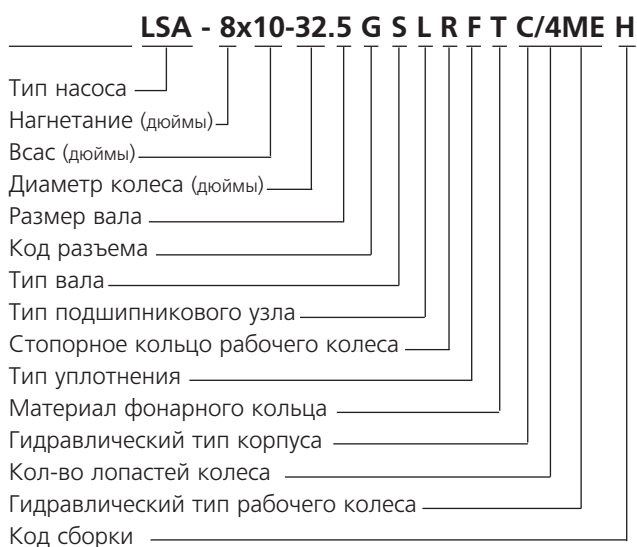 LSA - 8x10-32.5 G S L R F T C/4ME H
Тип насоса
Нагнетание (дюймы)
Всас (дюймы)
Диаметр колеса (дюймы)
Размер вала
Код разъема
Тип вала
Тип подшипникового узла
Стопорное кольцо рабочего колеса
Тип уплотнения
Материал фонарного кольца
Гидравлический тип корпуса
Кол-во лопастей колеса
Гидравлический тип рабочего колеса
Код сборки